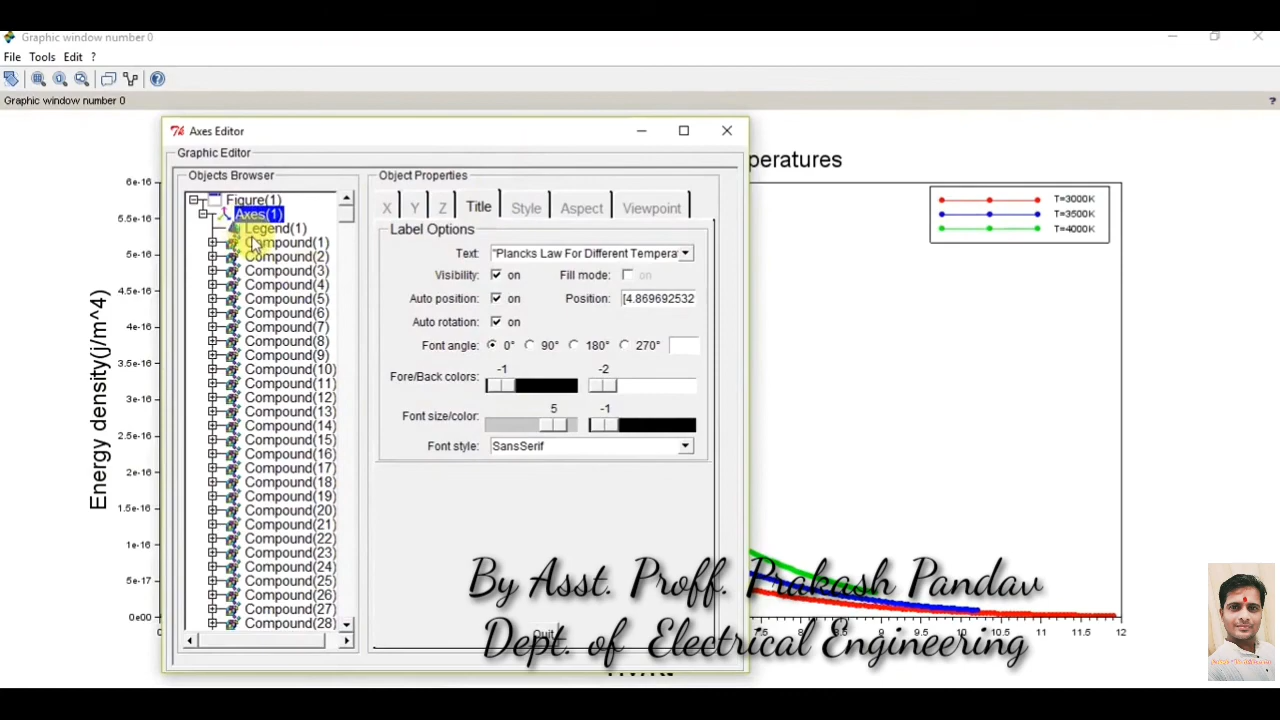 Graphic window number 0
File Tools Edit ?
Graphic window number 0 ?
Axes Editor
Graphic Editor
Objects Browser
Figure(1)
Axes(1)
Legend(1)
Compound(1)
Compound(2)
Compound(3)
Compound(4)
Compound(5)
Compound(6)
Compound(7)
Compound(8)
Compound(9)
Compound(10)
Compound(11)
Compound(12)
Compound(13)
Compound(14)
Compound(15)
Compound(16)
Compound(17)
Compound(18)
Compound(19)
Compound(20)
Compound(21)
Compound(22)
Compound(23)
Compound(24)
Compound(25)
Compound(26)
Compound(27)
Compound(28)
Object Properties
X Y Z Title Style Aspect Viewpoint
Label Options
Text: "Plancks Law For Different Tempera
Visibility: on Fill mode: on
Auto position: on Position: [4.869692532
Auto rotation: on
Font angle: 0° 90° 180° 270°
Fore/Back colors: -1 -2
Font size/color: 5 -1
Font style: SansSerif
Quit
peratures
T=3000K
T=3500K
T=4000K
Energy density(j/m^4)
6e-16
5.5e-16
5e-16
4.5e-16
4e-16
3.5e-16
3e-16
2.5e-16
2e-16
1.5e-16
1e-16
5e-17
0e00
7.5 8 11 11.5 12
By Asst. Proff. Prakash Pandav
Dept. of Electrical Engineering